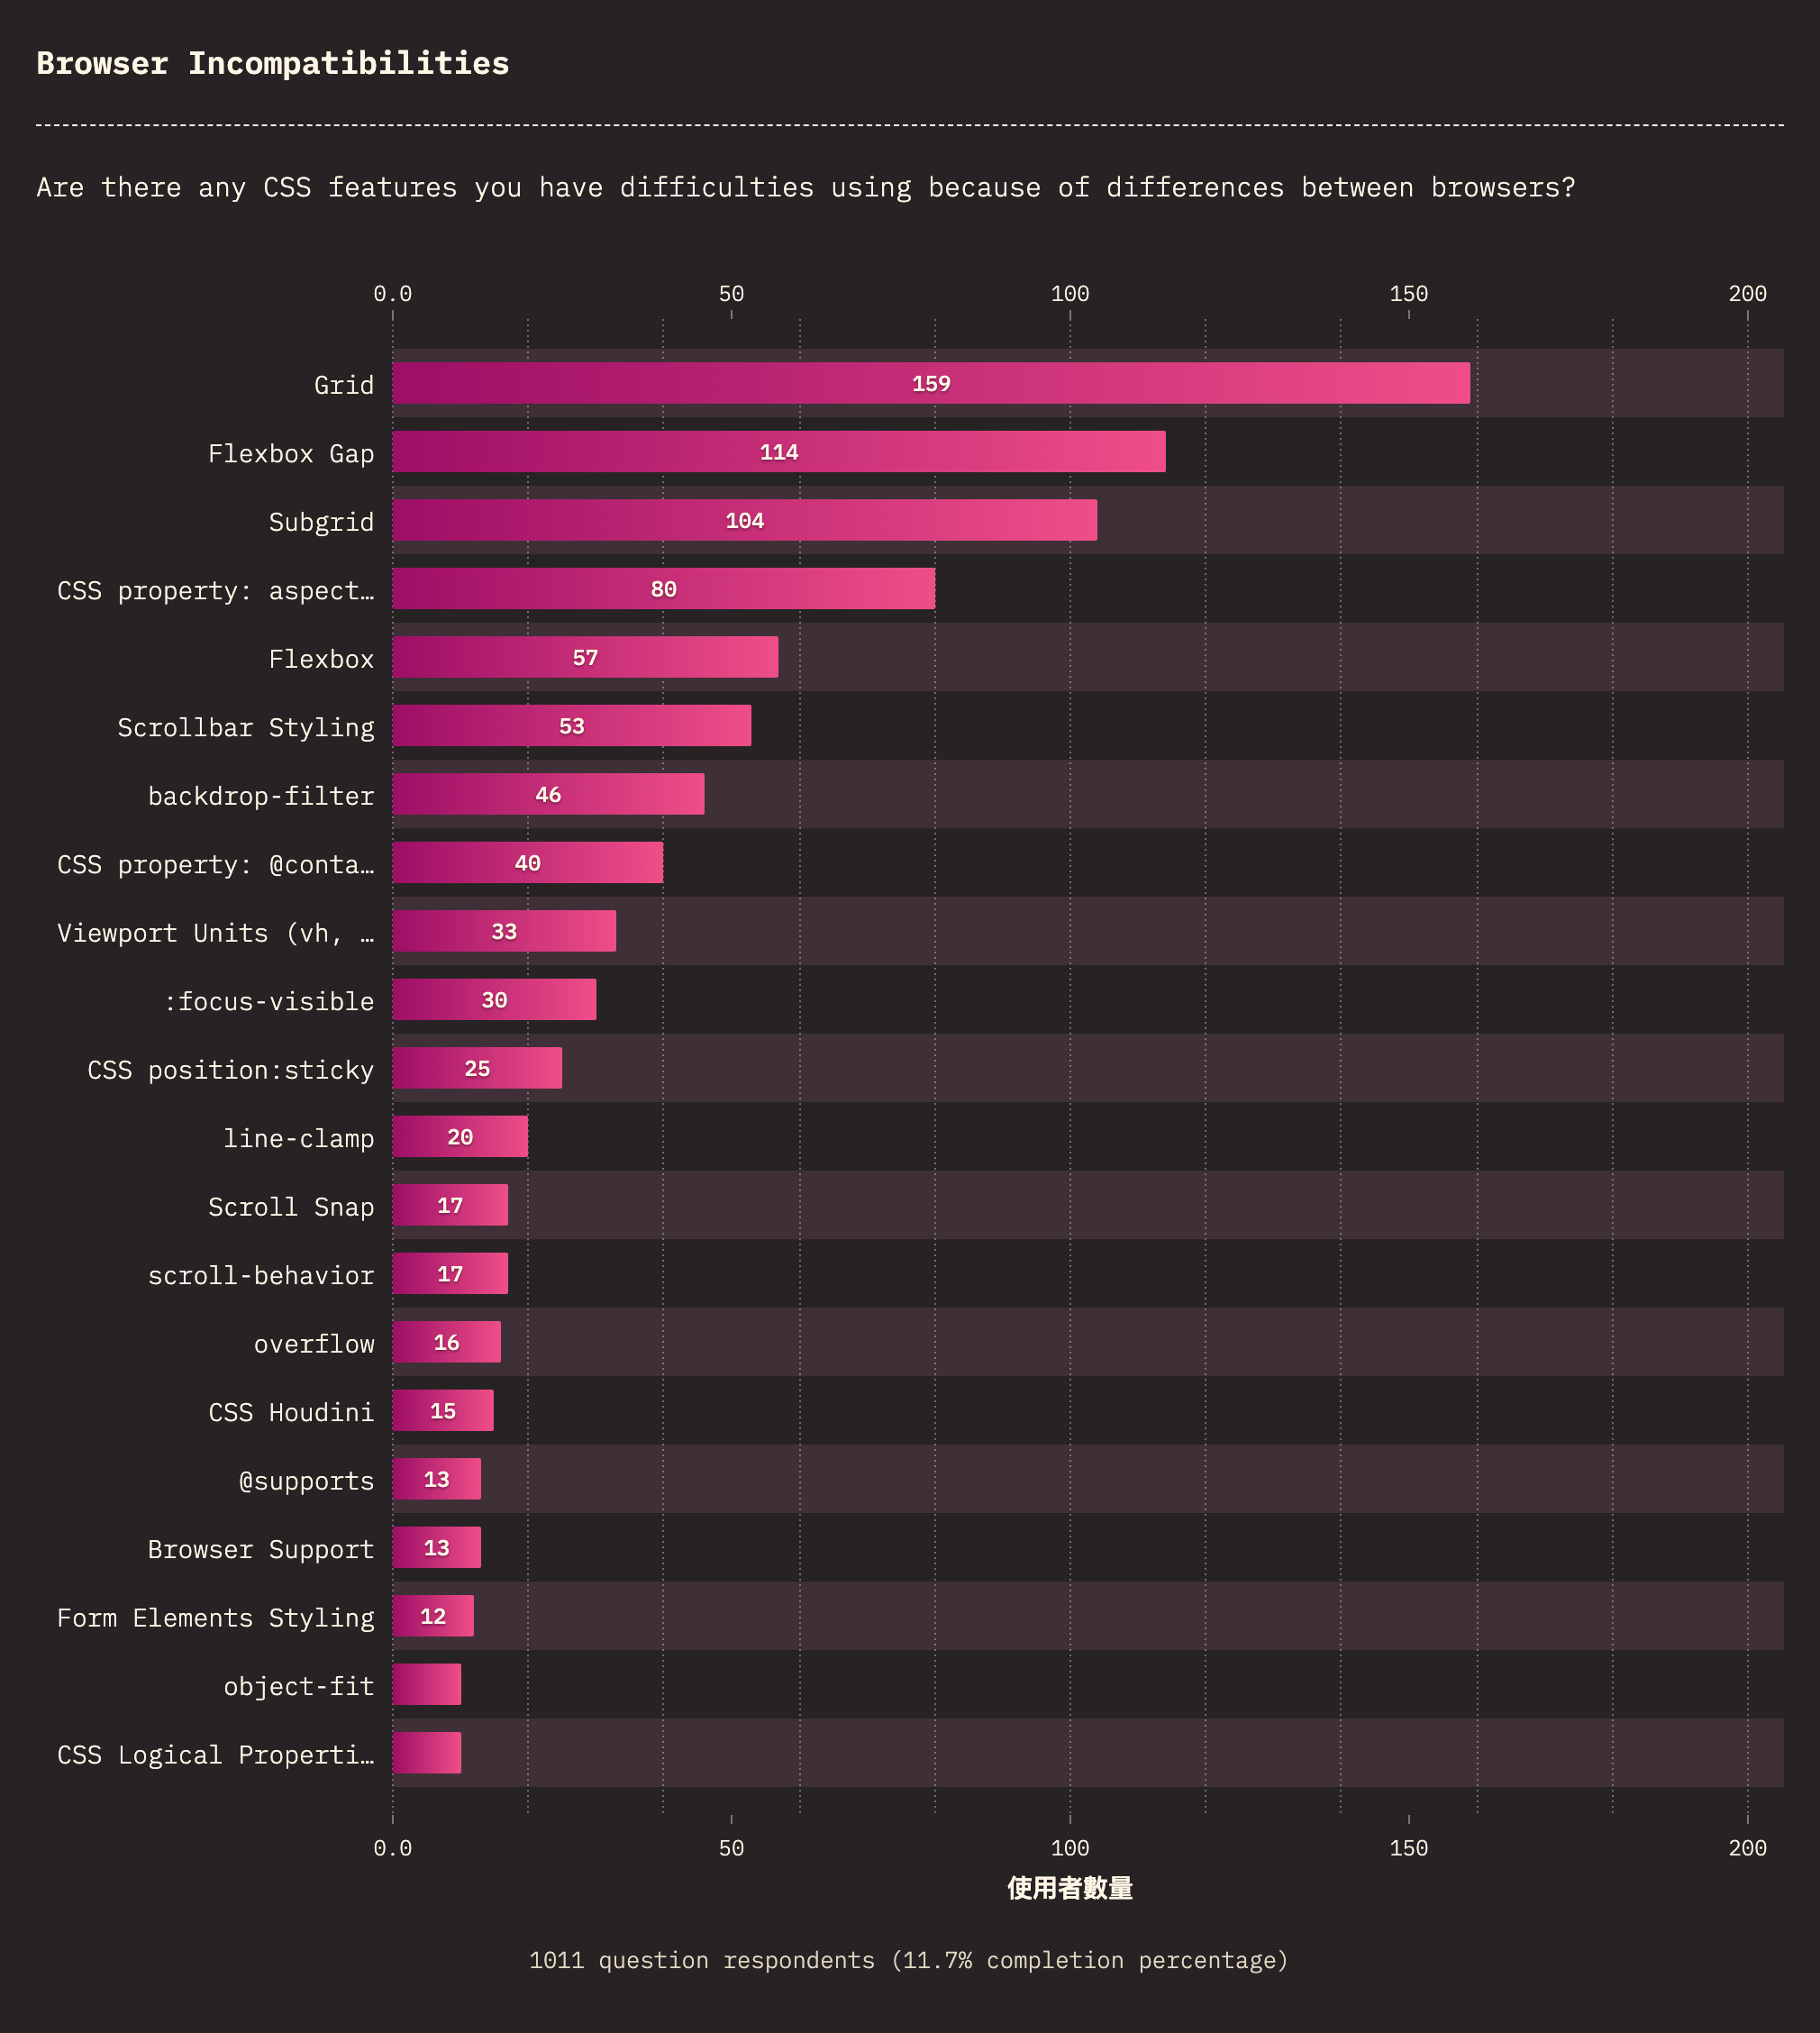 Browser Incompatibilities
Are there any CSS features you have difficulties using because of differences between browsers?
0.0 50 100 150 200
Grid 159
Flexbox Gap 114
Subgrid 104
CSS property: aspect… 80
Flexbox 57
Scrollbar Styling 53
backdrop-filter 46
CSS property: @conta… 40
Viewport Units (vh, … 33
:focus-visible 30
CSS position:sticky 25
line-clamp 20
Scroll Snap 17
scroll-behavior 17
overflow 16
CSS Houdini 15
@supports 13
Browser Support 13
Form Elements Styling 12
object-fit
CSS Logical Properti…
0.0 50 100 150 200
使用者數量
1011 question respondents (11.7% completion percentage)